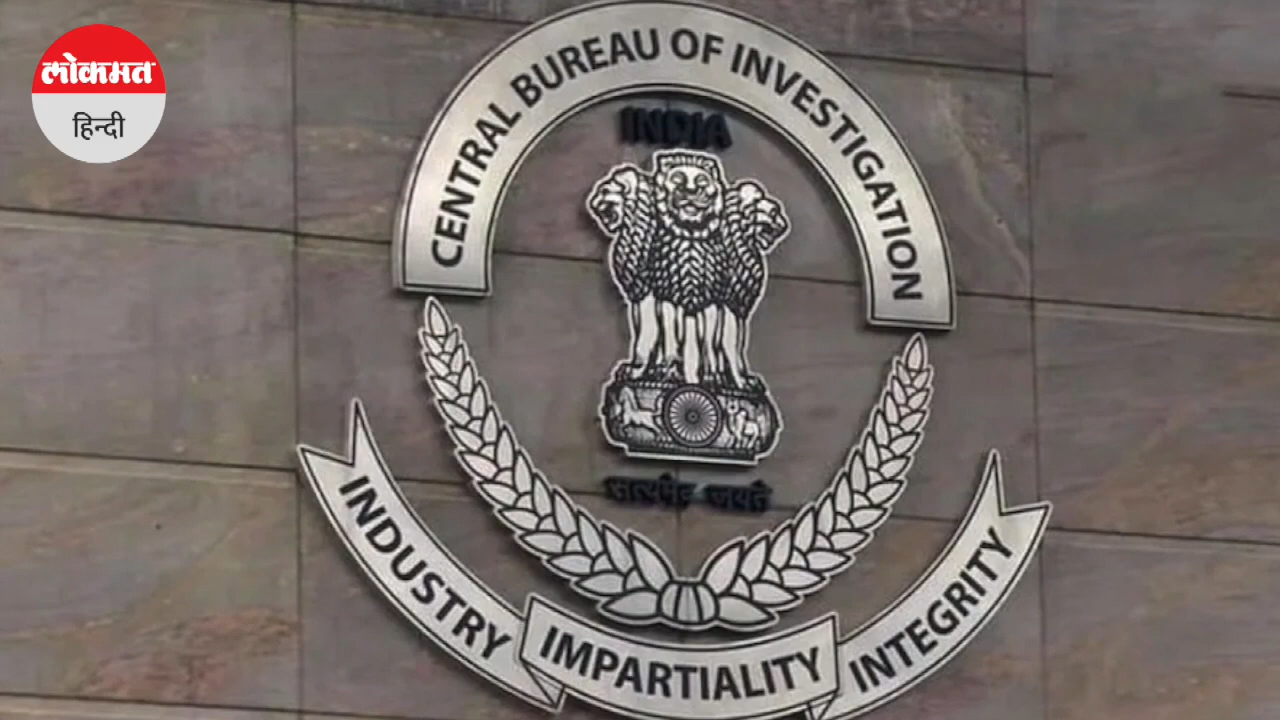 लोकमत
हिन्दी
CENTRAL BUREAU OF INVESTIGATION
INDIA
सत्यमेव जयते
INDUSTRY
IMPARTIALITY
INTEGRITY